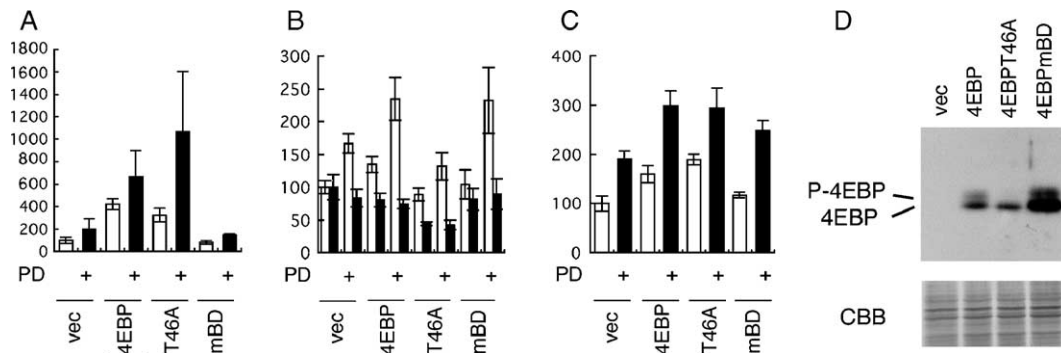 A
1800
1600
1400
1200
1000
800
600
400
200
0
PD + + + +
vec
4EBP
T46A
mBD
B
300
250
200
150
100
50
0
PD + + + +
vec
4EBP
T46A
mBD
C
400
300
200
100
0
PD + + + +
vec
4EBP
T46A
mBD
D
vec
4EBP
4EBPT46A
4EBPmBD
P-4EBP
4EBP
CBB